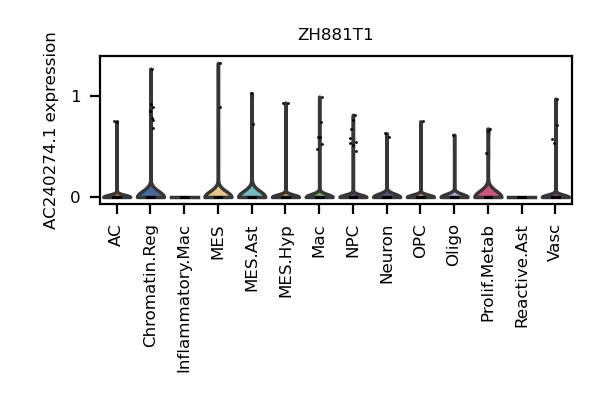 ZH881T1
AC240274.1 expression
1
0
AC
Chromatin.Reg
Inflammatory.Mac
MES
MES.Ast
MES.Hyp
Mac
NPC
Neuron
OPC
Oligo
Prolif.Metab
Reactive.Ast
Vasc